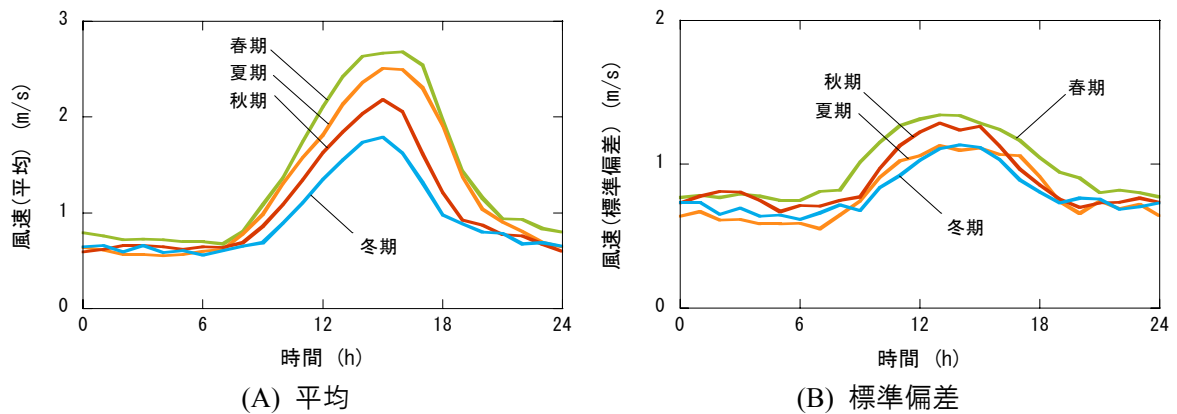 風速(平均) (m/s)
3
2
1
0
春期
夏期
秋期
冬期
0 6 12 18 24
時間 (h)
(A) 平均
風速(標準偏差) (m/s)
2
1
0
秋期
夏期
春期
冬期
0 6 12 18 24
時間 (h)
(B) 標準偏差